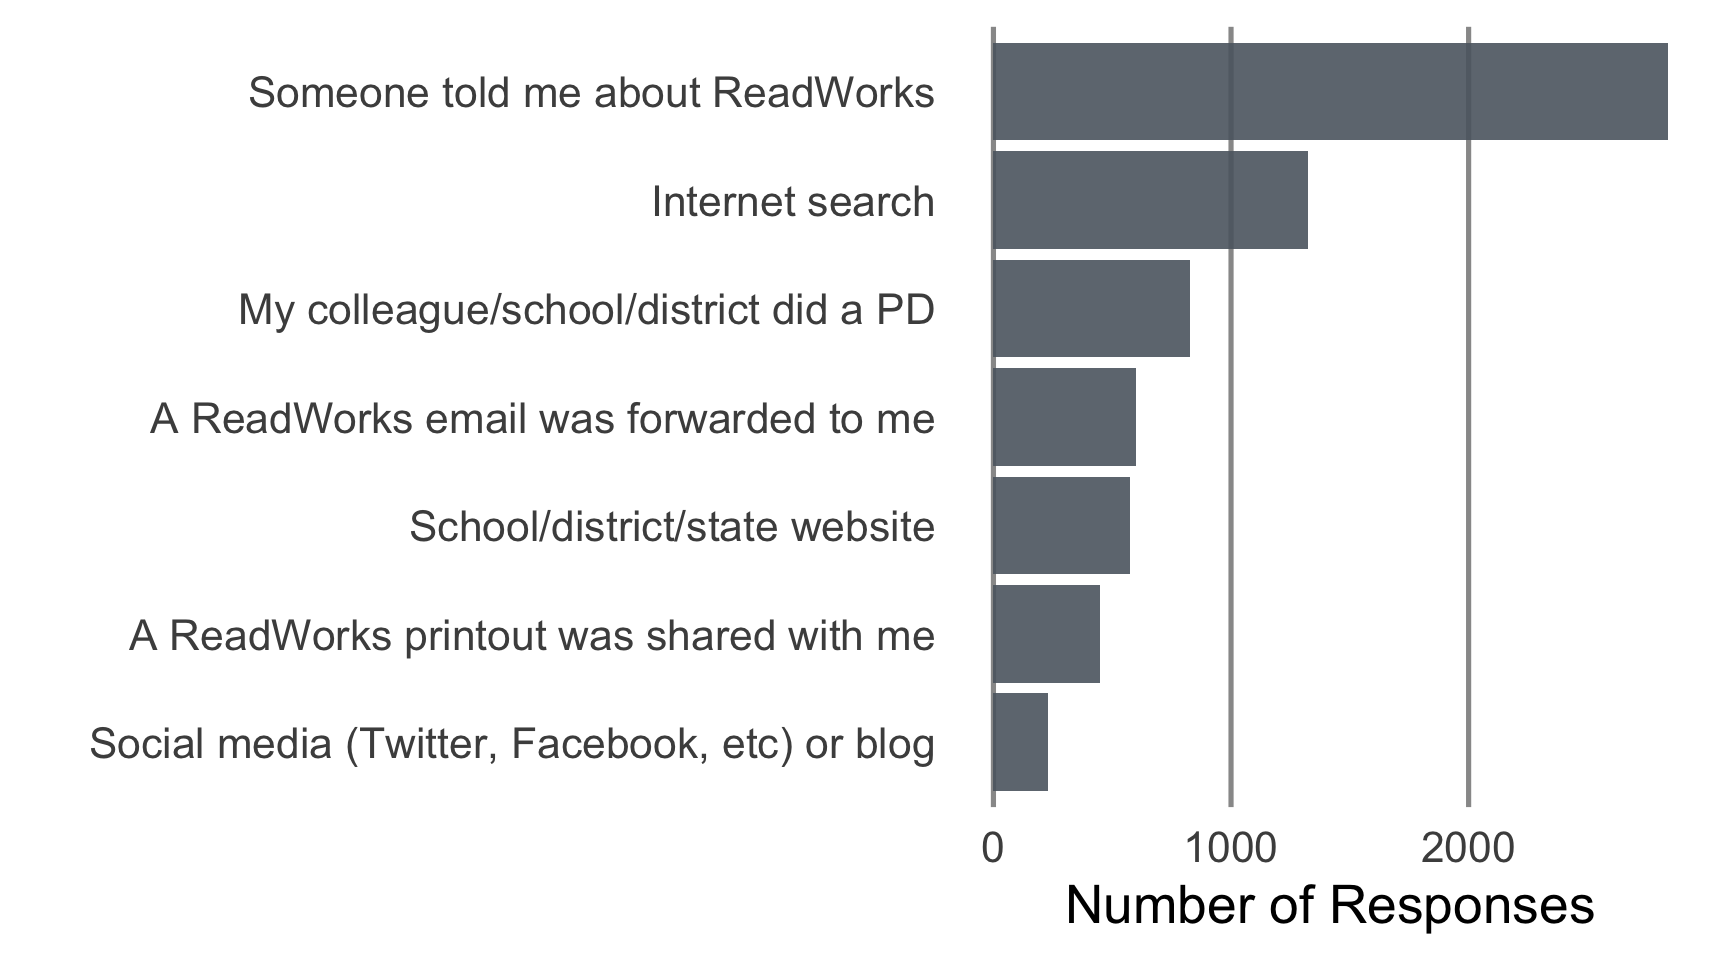 Someone told me about ReadWorks
Internet search
My colleague/school/district did a PD
A ReadWorks email was forwarded to me
School/district/state website
A ReadWorks printout was shared with me
Social media (Twitter, Facebook, etc) or blog
0 1000 2000
Number of Responses